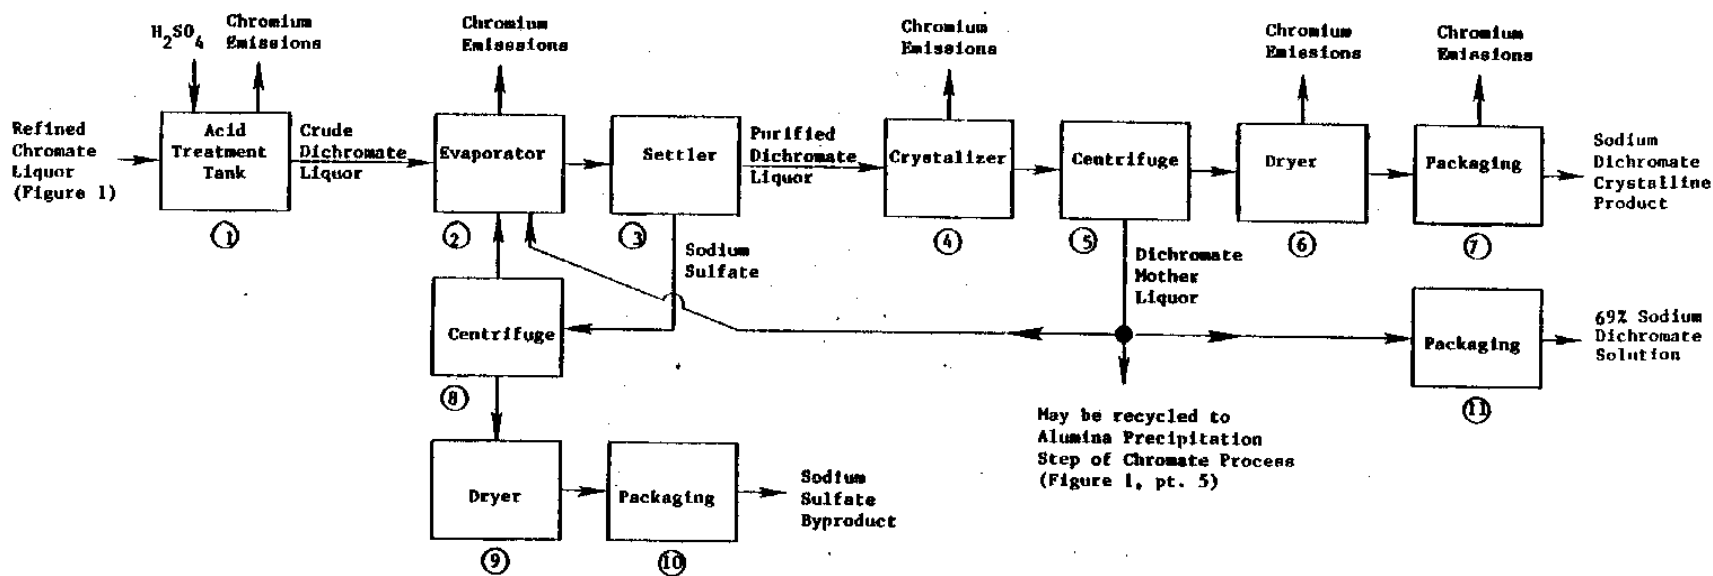 H2SO4
Chromium
Emissions
Chromium
Emissions
Chromium
Emissions
Chromium
Emissions
Chromium
Emissions
Refined
Chromate
Liquor
(Figure 1)
Acid
Treatment
Tank
Crude
Dichromate
Liquor
Evaporator
Settler
Purified
Dichromate
Liquor
Crystalizer
Centrifuge
Dryer
Packaging
Sodium
Dichromate
Crystalline
Product
1
2
3
4
5
6
7
Sodium
Sulfate
Dichromate
Mother
Liquor
Centrifuge
Packaging
69% Sodium
Dichromate
Solution
8
11
May be recycled to
Alumina Precipitation
Step of Chromate Process
(Figure 1, pt. 5)
Dryer
Packaging
Sodium
Sulfate
Byproduct
9
10